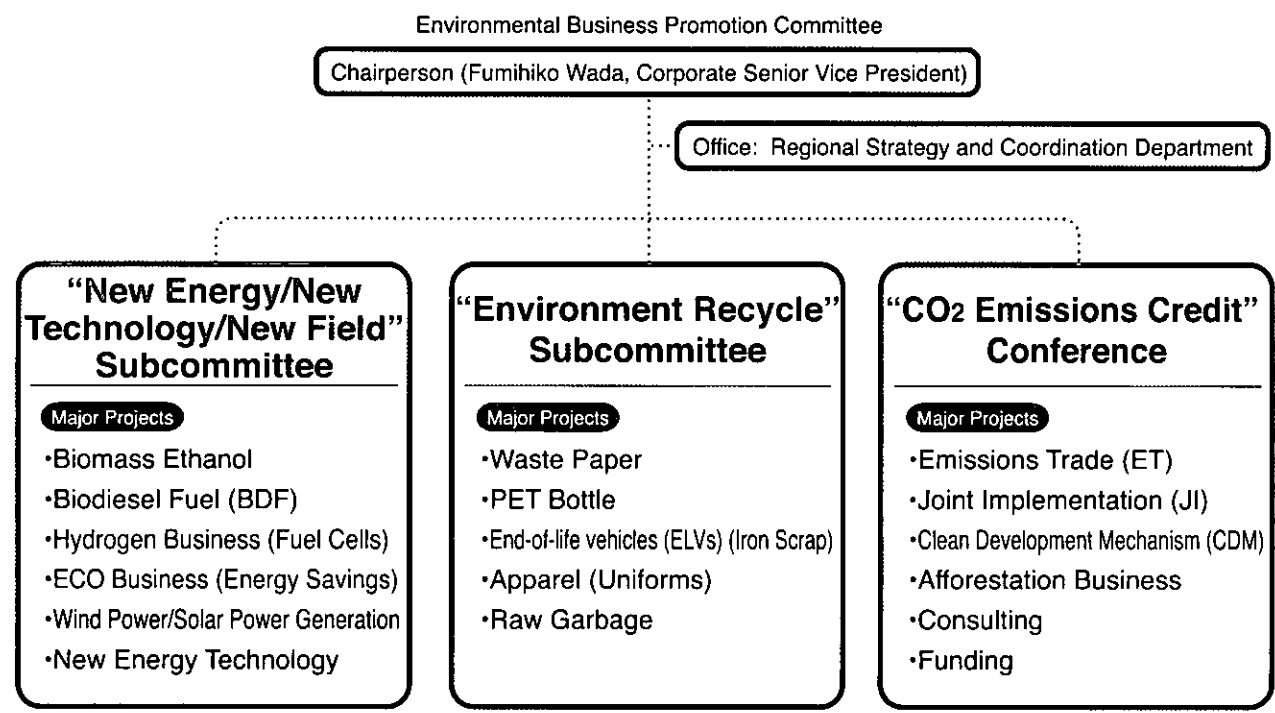 Environmental Business Promotion Committee
Chairperson (Fumihiko Wada, Corporate Senior Vice President)
Office: Regional Strategy and Coordination Department
“New Energy/New
Technology/New Field”
Subcommittee
Major Projects
·Biomass Ethanol
·Biodiesel Fuel (BDF)
·Hydrogen Business (Fuel Cells)
·ECO Business (Energy Savings)
·Wind Power/Solar Power Generation
·New Energy Technology
“Environment Recycle”
Subcommittee
Major Projects
·Waste Paper
·PET Bottle
·End-of-life vehicles (ELVs) (Iron Scrap)
·Apparel (Uniforms)
·Raw Garbage
“CO2 Emissions Credit”
Conference
Major Projects
·Emissions Trade (ET)
·Joint Implementation (JI)
·Clean Development Mechanism (CDM)
·Afforestation Business
·Consulting
·Funding